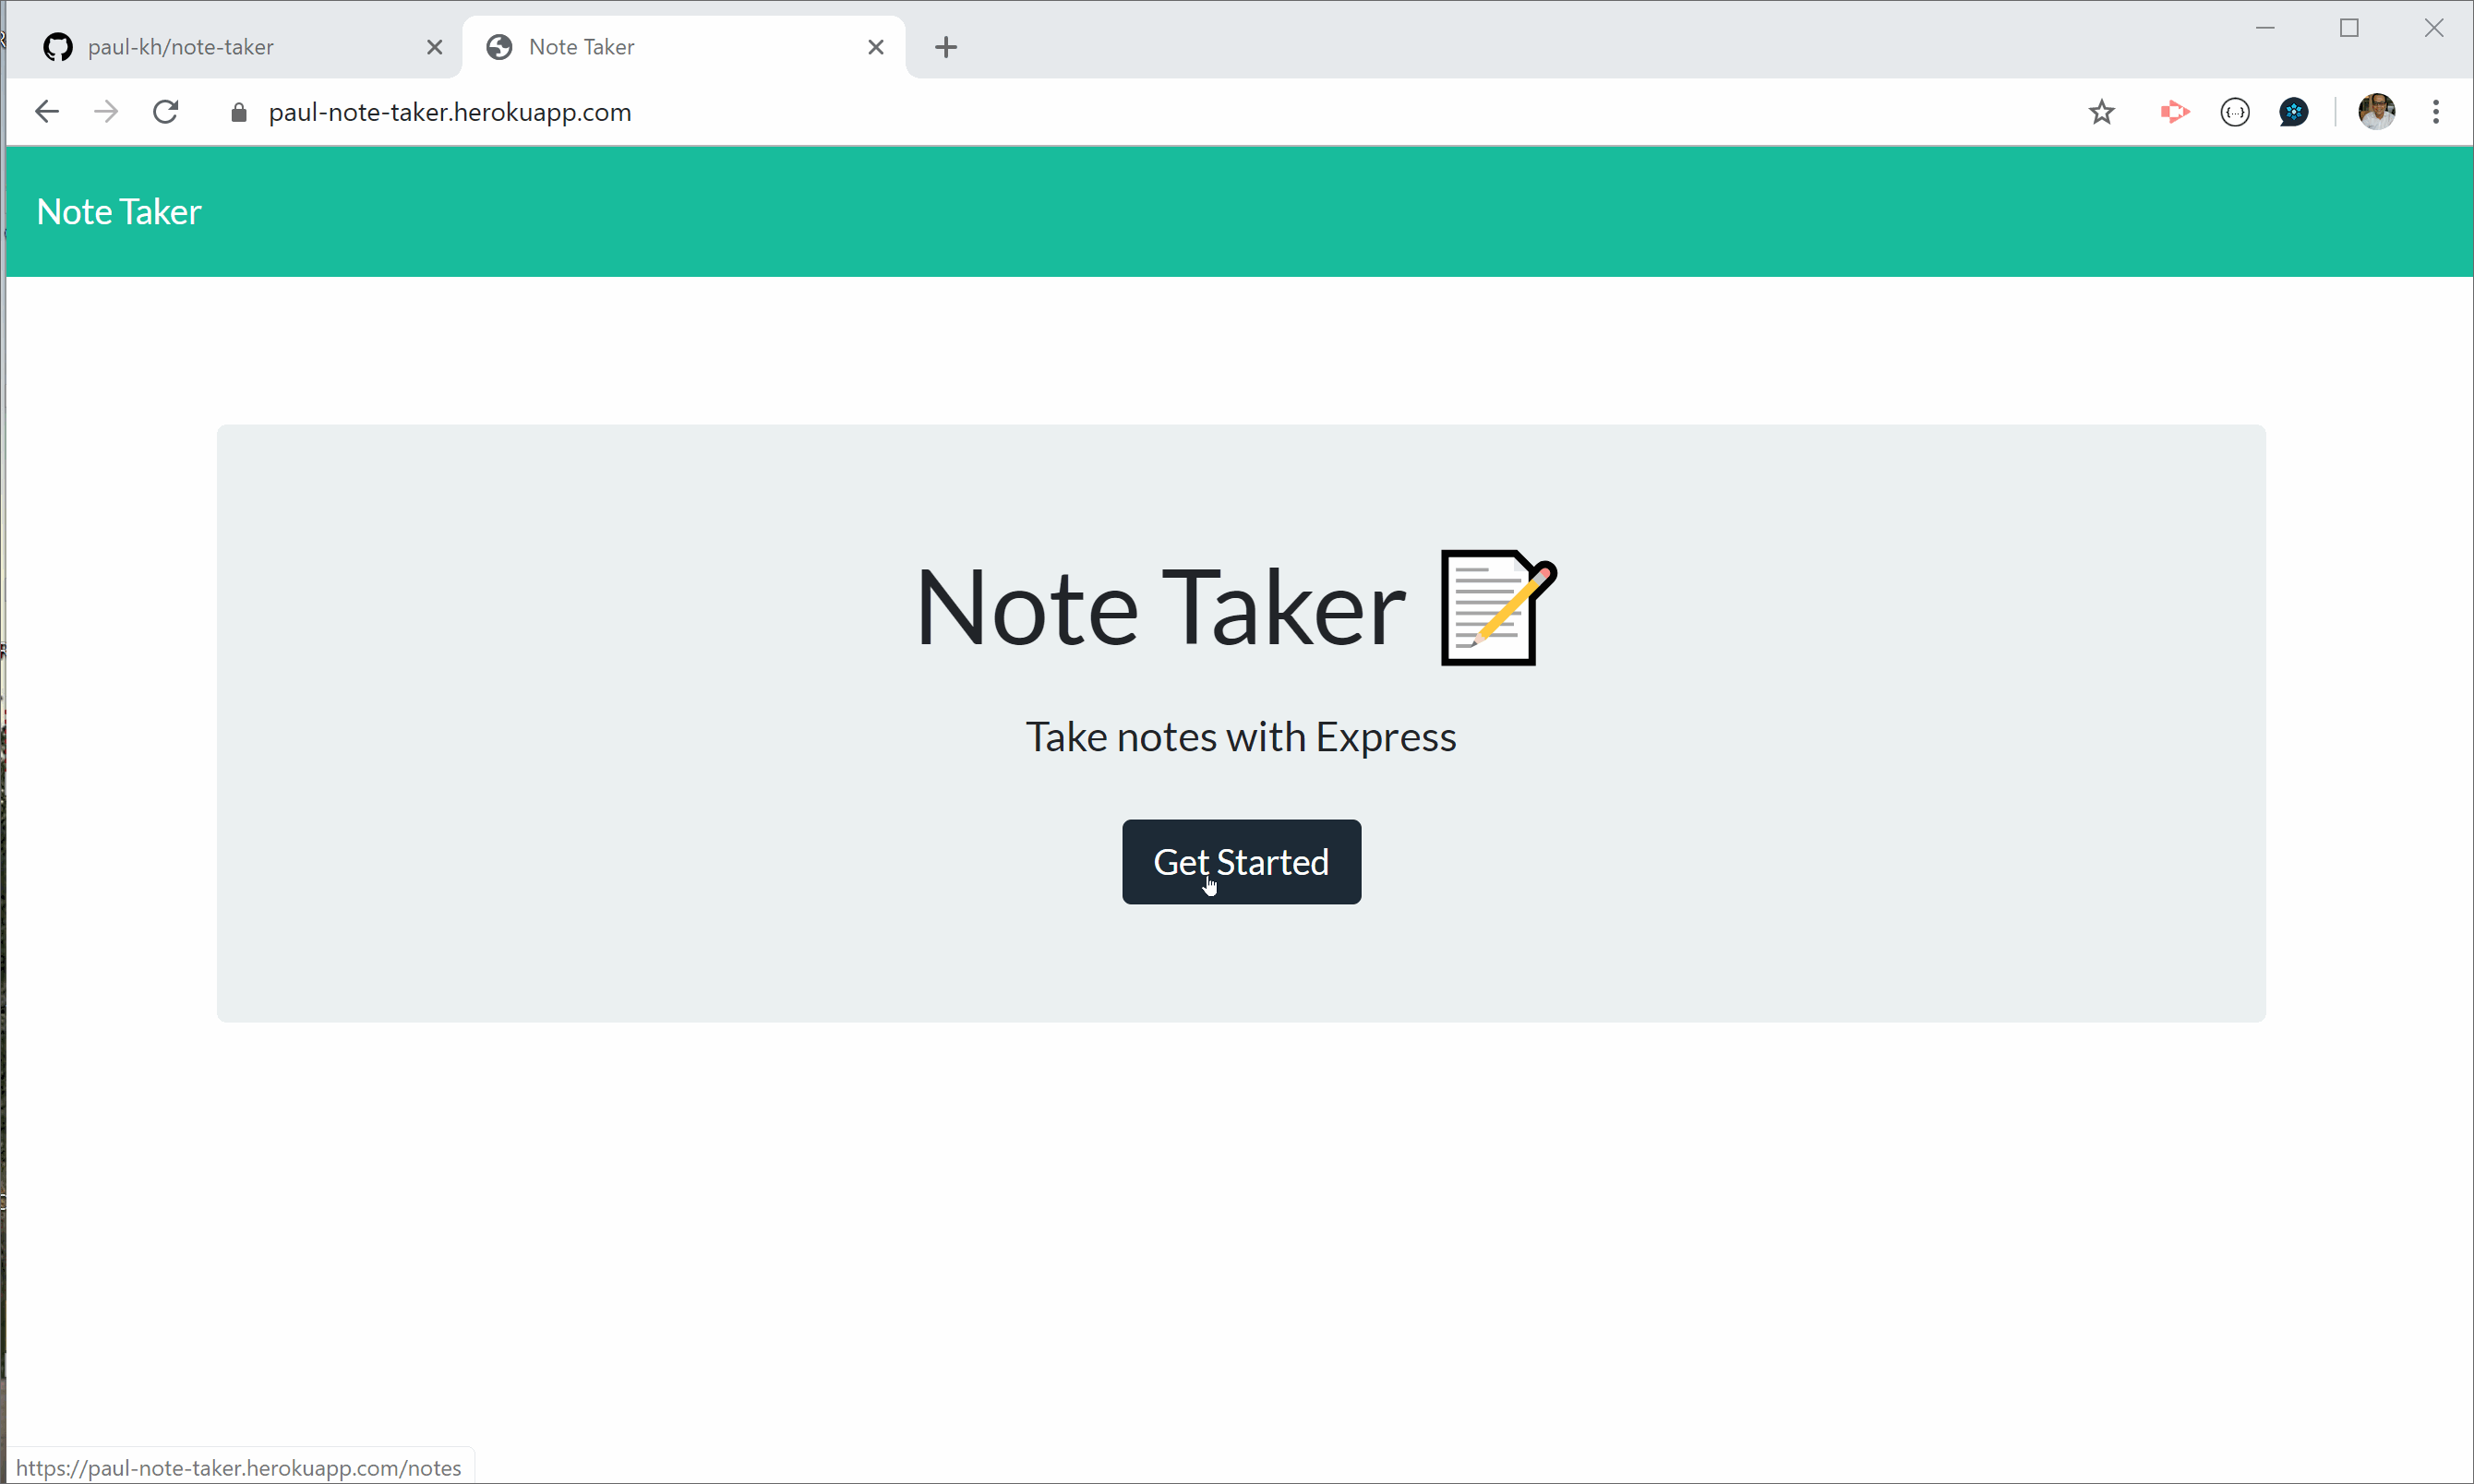 paul-kh/note-taker
Note Taker
paul-note-taker.herokuapp.com
{...}
Note Taker
Note Taker
Take notes with Express
Get Started
https://paul-note-taker.herokuapp.com/notes